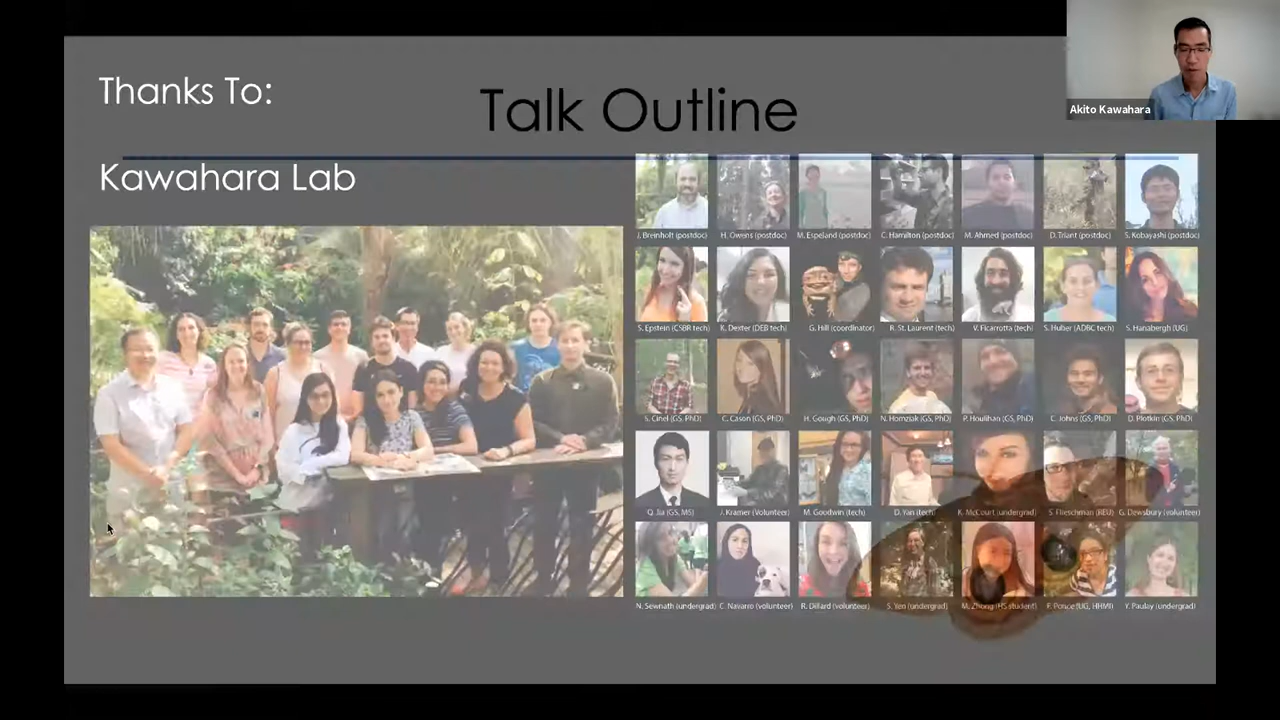 Thanks To:
Talk Outline
Akito Kawahara
Kawahara Lab
J. Breinholt (postdoc)
H. Owens (postdoc)
M. Espeland (postdoc)
C. Hamilton (postdoc)
M. Ahmed (postdoc)
D. Triant (postdoc)
S. Kobayashi (postdoc)
S. Epstein (CSBR tech)
K. Dexter (DEB tech)
G. Hill (coordinator)
R. St. Laurent (tech)
V. Ficarrotta (tech)
S. Huber (ADBC tech)
S. Hanabergh (UG)
S. Cinel (GS, PhD)
C. Cason (GS, PhD)
H. Gough (GS, PhD)
N. Homziak (GS, PhD)
P. Houlihan (GS, PhD)
C. Johns (GS, PhD)
D. Plotkin (GS, PhD)
Q. Jia (GS, MS)
J. Kramer (Volunteer)
M. Goodwin (tech)
D. Yan (tech)
K. McCourt (undergrad)
S. Flieschman (REU)
G. Dewsbury (volunteer)
N. Sewnath (undergrad)
C. Navarro (volunteer)
R. Dillard (volunteer)
S. Yen (undergrad)
M. Zhong (HS student)
F. Ponce (UG, HHMI)
Y. Paulay (undergrad)